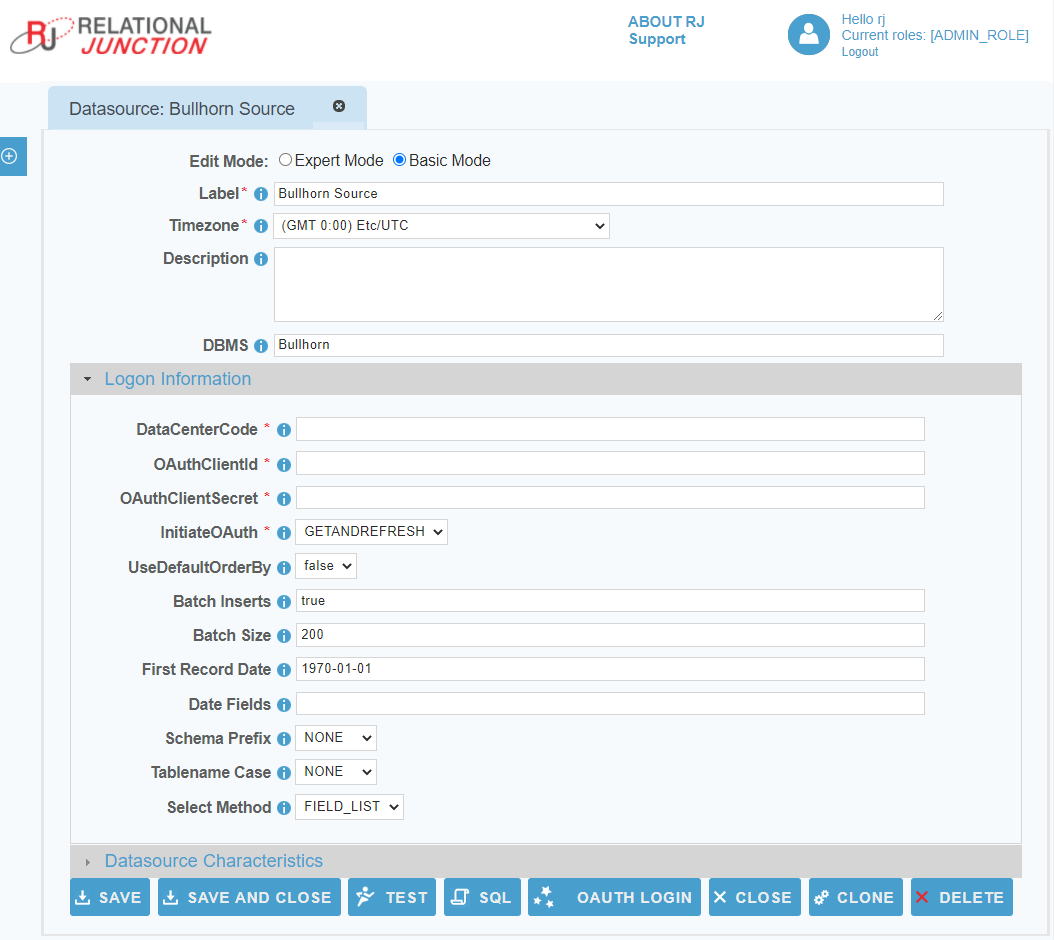 RJ RELATIONAL JUNCTION
ABOUT RJ
Support
Hello rj
Current roles: [ADMIN_ROLE]
Logout
Datasource: Bullhorn Source
Edit Mode: Expert Mode Basic Mode
Label* Bullhorn Source
Timezone* (GMT 0:00) Etc/UTC
Description
DBMS Bullhorn
Logon Information
DataCenterCode *
OAuthClientId *
OAuthClientSecret *
InitiateOAuth * GETANDREFRESH
UseDefaultOrderBy false
Batch Inserts true
Batch Size 200
First Record Date 1970-01-01
Date Fields
Schema Prefix NONE
Tablename Case NONE
Select Method FIELD_LIST
Datasource Characteristics
SAVE SAVE AND CLOSE TEST SQL OAUTH LOGIN CLOSE CLONE DELETE